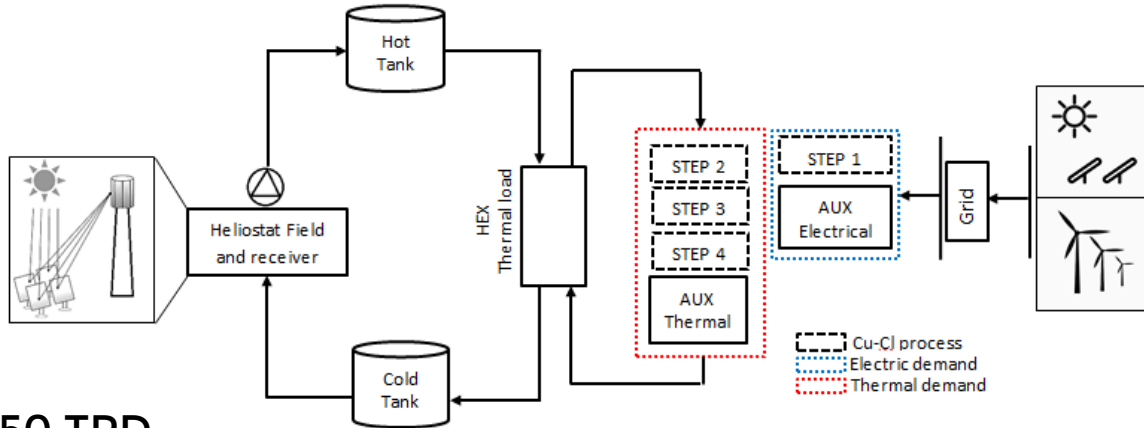 Hot
Tank
HEX
Thermal load
STEP 2
STEP 3
STEP 4
AUX
Thermal
STEP 1
AUX
Electrical
Grid
Heliostat Field
and receiver
Cold
Tank
Cu-Cl process
Electric demand
Thermal demand